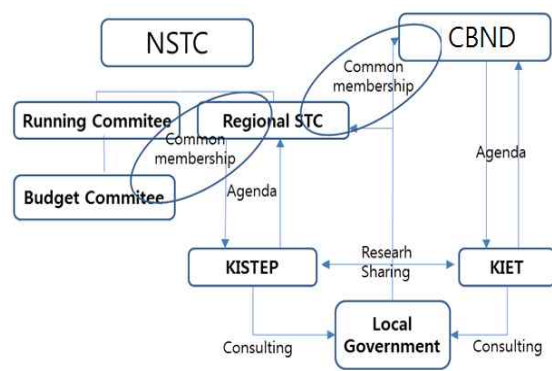 NSTC
CBND
Common
membership
Running Commitee
Regional STC
Common
membership
Agenda
Budget Commitee
Agenda
KISTEP
Researh
Sharing
KIET
Local
Government
Consulting
Consulting